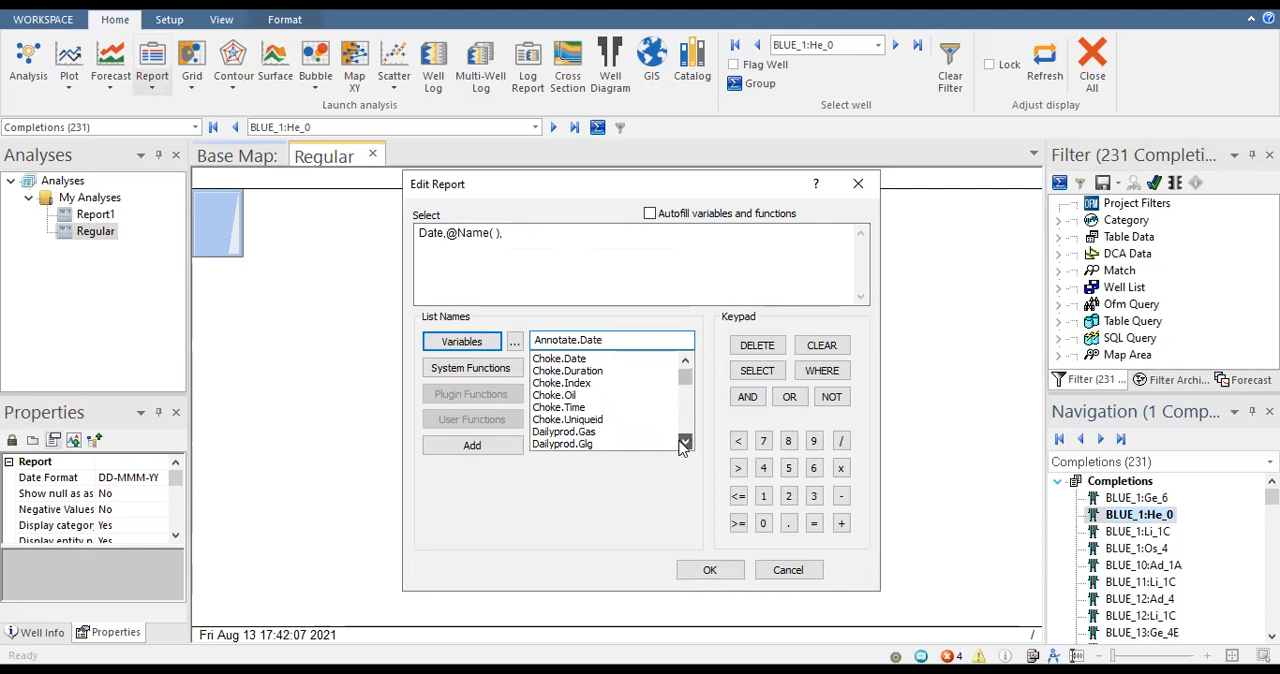 WORKSPACE Home Setup View Format
Analysis Plot Forecast Report Grid Contour Surface Bubble Map XY Scatter Well Log Multi-Well Log Log Report Cross Section Well Diagram GIS Catalog
BLUE_1:He_0
Flag Well
Group
Clear Filter
Lock
Refresh
Close All
Launch analysis
Select well
Adjust display
Completions (231)
BLUE_1:He_0
Analyses
Analyses
My Analyses
Report1
Regular
Base Map:
Regular
Edit Report
?
Select
Autofill variables and functions
Date,@Name( ),
List Names
Variables
...
Annotate.Date
System Functions
Plugin Functions
User Functions
Add
Choke.Date
Choke.Duration
Choke.Index
Choke.Oil
Choke.Time
Choke.Uniqueid
Dailyprod.Gas
Dailyprod.Glg
Keypad
DELETE CLEAR
SELECT WHERE
AND OR NOT
< 7 8 9 /
> 4 5 6 x
<= 1 2 3 -
>= 0 . = +
OK Cancel
Properties
Report
Date Format DD-MMM-YY
Show null as as No
Negative Values No
Display categor Yes
Display entity n Yes
Well Info
Properties
Fri Aug 13 17:42:07 2021
/
Filter (231 Completi...
Project Filters
Category
Table Data
DCA Data
Match
Well List
Ofm Query
Table Query
SQL Query
Map Area
Filter (231 ... Filter Archi... Forecast
Navigation (1 Comp...
Completions (231)
Completions
BLUE_1:Ge_6
BLUE_1:He_0
BLUE_1:Li_1C
BLUE_1:Os_4
BLUE_10:Ad_1A
BLUE_11:Li_1C
BLUE_12:Ad_4
BLUE_12:Li_1C
BLUE_13:Ge_4E
Ready
4